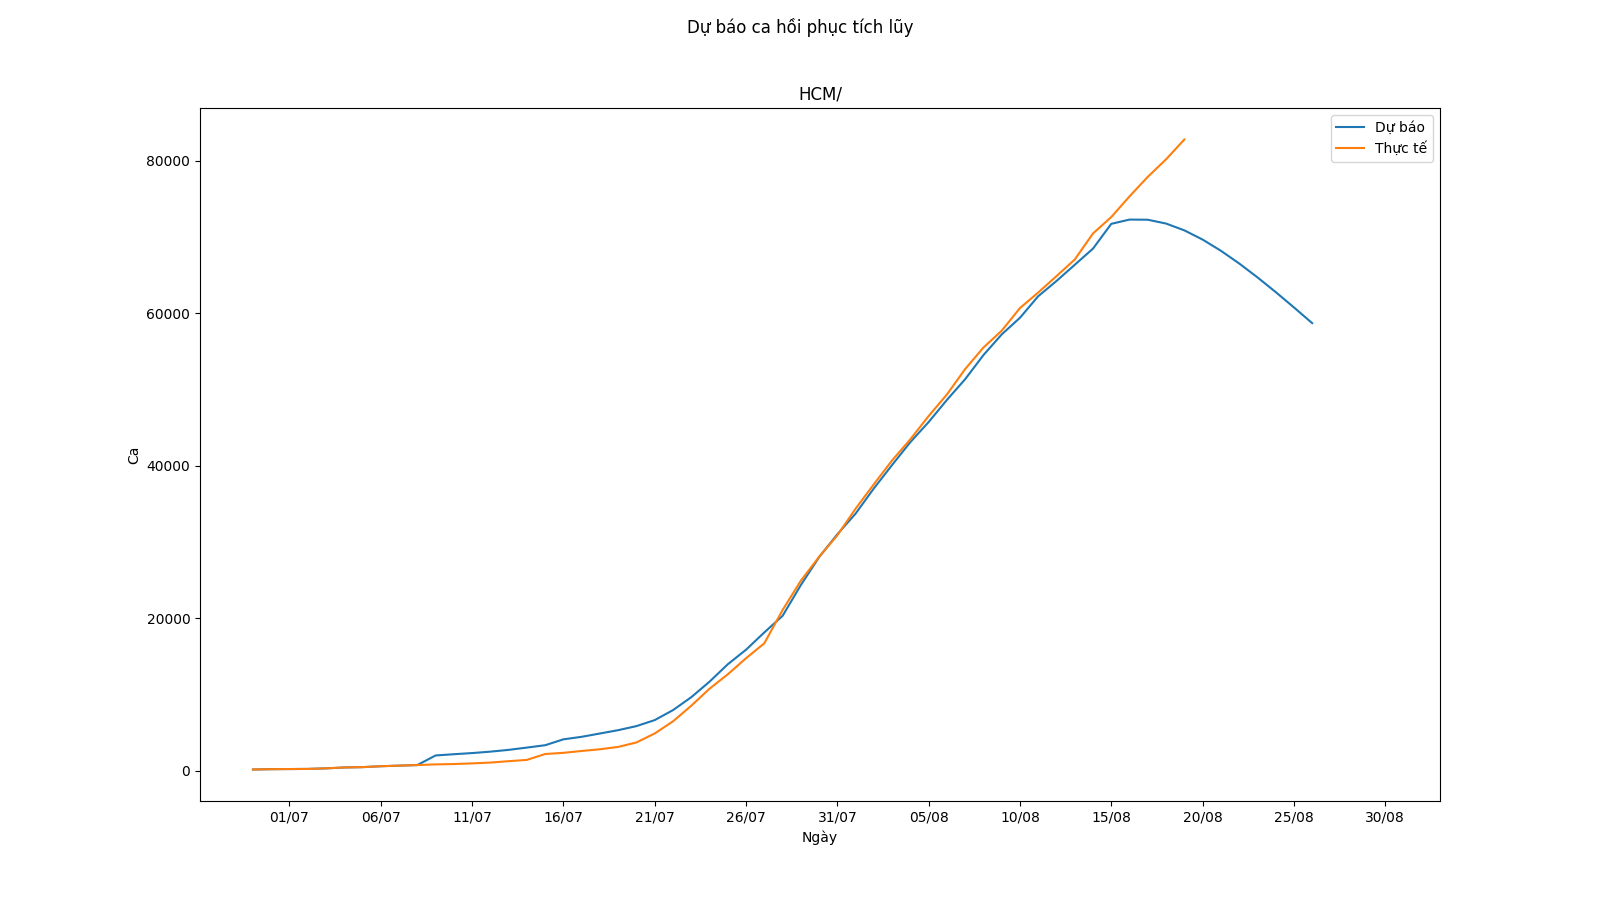 Dự báo ca hồi phục tích lũy
HCM/
Dự báo
Thực tế
Ca
80000
60000
40000
20000
0
01/07 06/07 11/07 16/07 21/07 26/07 31/07 05/08 10/08 15/08 20/08 25/08 30/08
Ngày